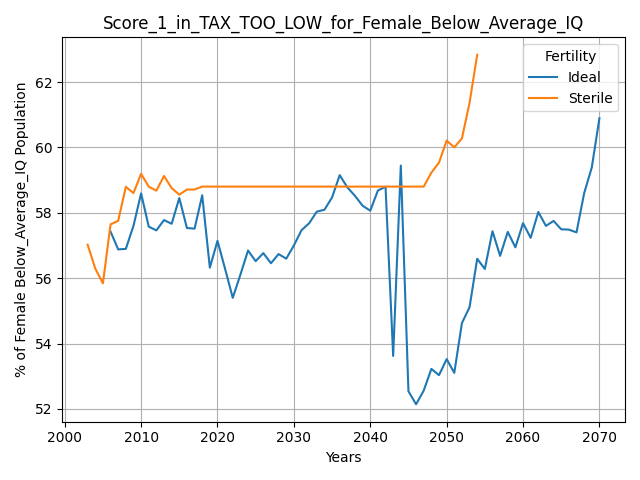 Score_1_in_TAX_TOO_LOW_for_Female_Below_Average_IQ
% of Female Below_Average_IQ Population
62
60
58
56
54
52
Fertility
Ideal
Sterile
2000 2010 2020 2030 2040 2050 2060 2070
Years